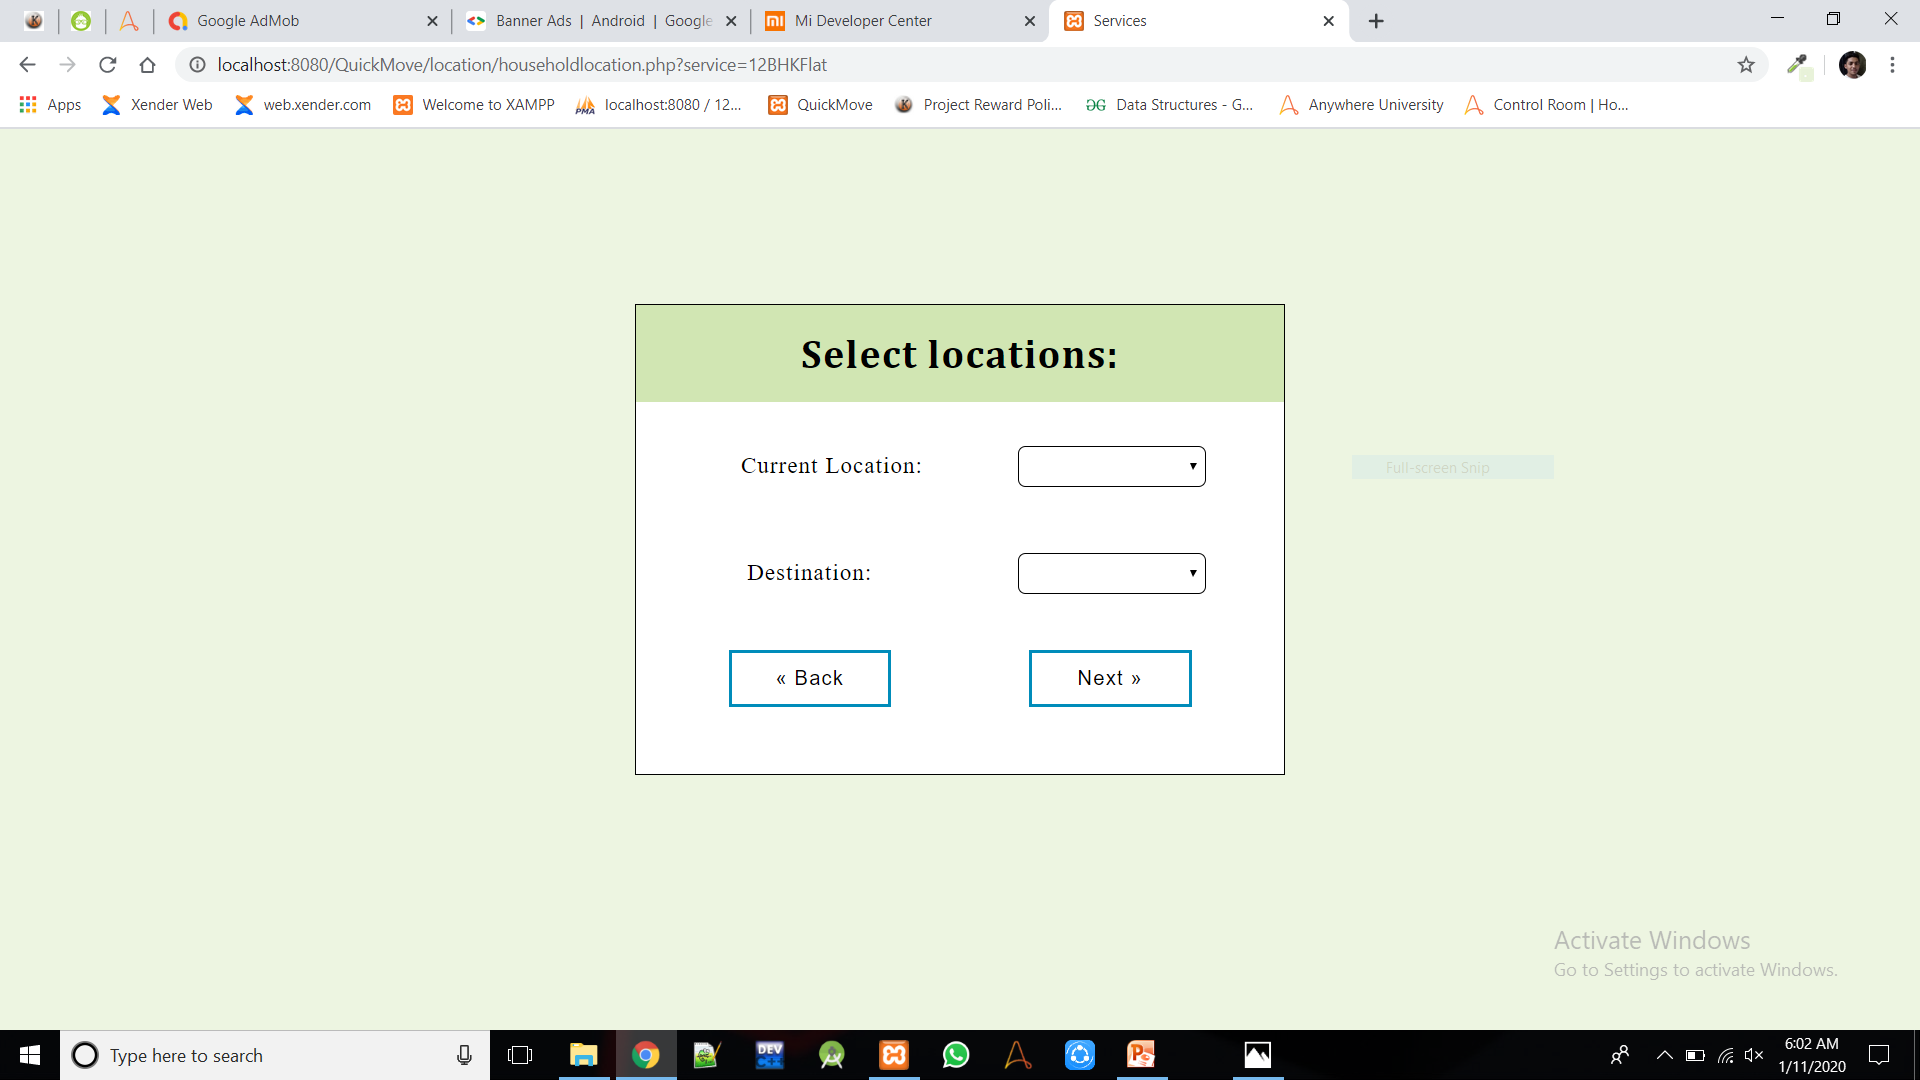 Google AdMob
Banner Ads | Android | Google
Mi Developer Center
Services
localhost:8080/QuickMove/location/householdlocation.php?service=12BHKFlat
Apps
Xender Web
web.xender.com
Welcome to XAMPP
PMA
localhost:8080 / 12...
QuickMove
Project Reward Poli...
Data Structures - G...
Anywhere University
Control Room | Ho...
Select locations:
Current Location:
Full-screen Snip
Destination:
« Back
Next »
Activate Windows
Go to Settings to activate Windows.
Type here to search
DEV
6:02 AM
1/11/2020